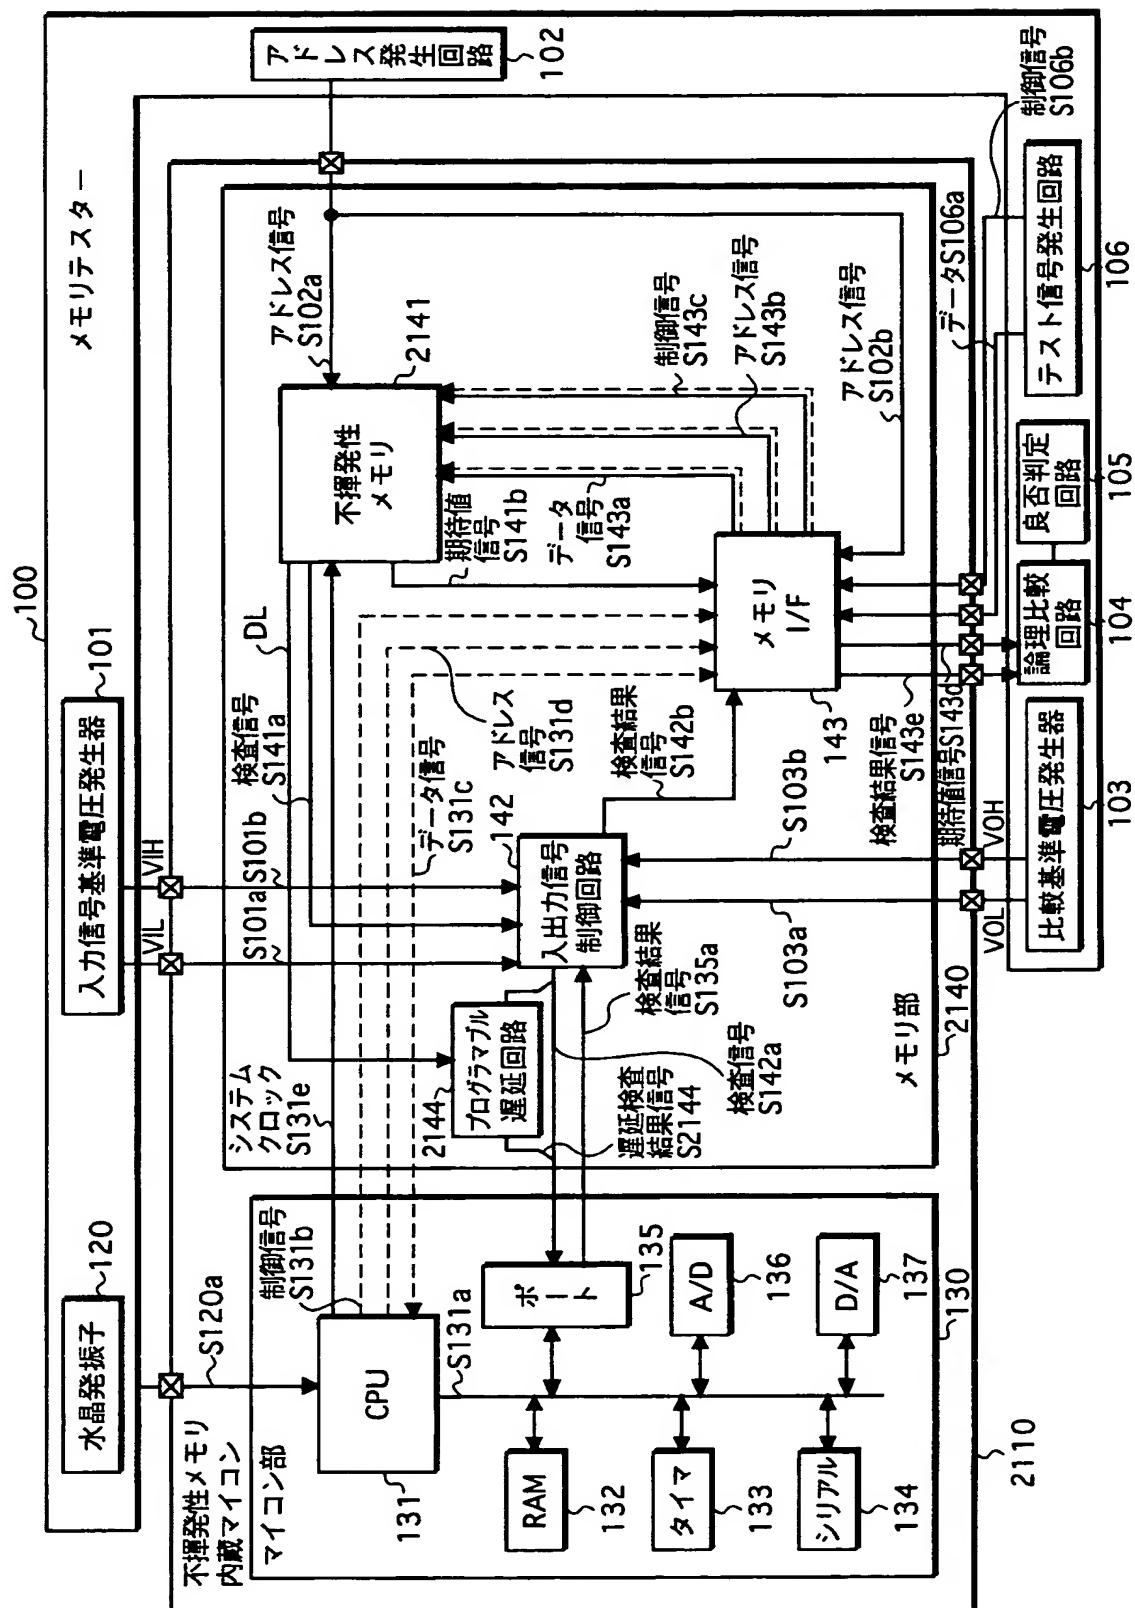 100
メモリテスター
水晶発振子
120
入力信号基準電圧発生器
101
アドレス発生回路
102
S120a
VIL
VIH
S101a
S101b
検査信号
S141a
DL
アドレス信号
S102a
不揮発性メモリ
内蔵マイコン
マイコン部
CPU
131
制御信号
S131b
システム
クロック
S131e
2144
プログラマブル
遅延回路
データ信号
S131c
アドレス
信号S131d
不揮発性
メモリ
2141
期待値
信号
S141b
データ
信号
S143a
制御信号
S143c
アドレス信号
S143b
アドレス信号
S102b
142
入出力信号
制御回路
検査結果
信号
S142b
メモリ
I/F
143
S131a
ポート
135
RAM
132
A/D
136
タイマ
133
D/A
137
シリアル
134
130
2110
遅延検査
結果信号
S2144
検査信号
S142a
検査結果
信号
S135a
S103a
S103b
検査結果信号
S143e
期待値信号S143d
メモリ部
2140
VOL
VOH
比較基準電圧発生器
103
論理比較
回路
104
良否判定
回路
105
データS106a
テスト信号発生回路
106
制御信号
S106b